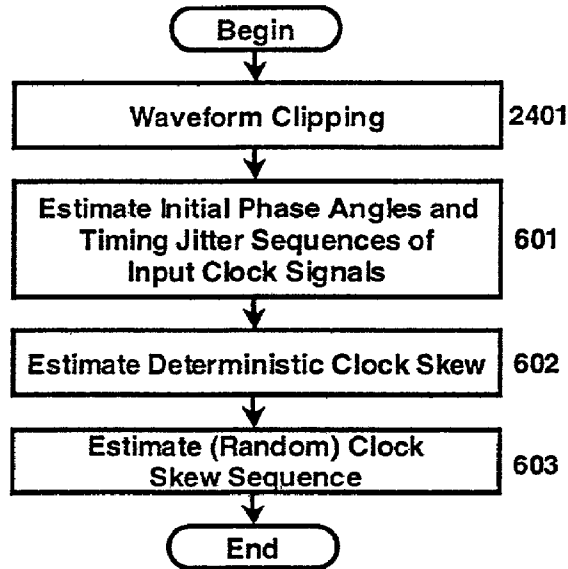 Begin
Waveform Clipping
2401
Estimate Initial Phase Angles and
Timing Jitter Sequences of
Input Clock Signals
601
Estimate Deterministic Clock Skew
602
Estimate (Random) Clock
Skew Sequence
603
End